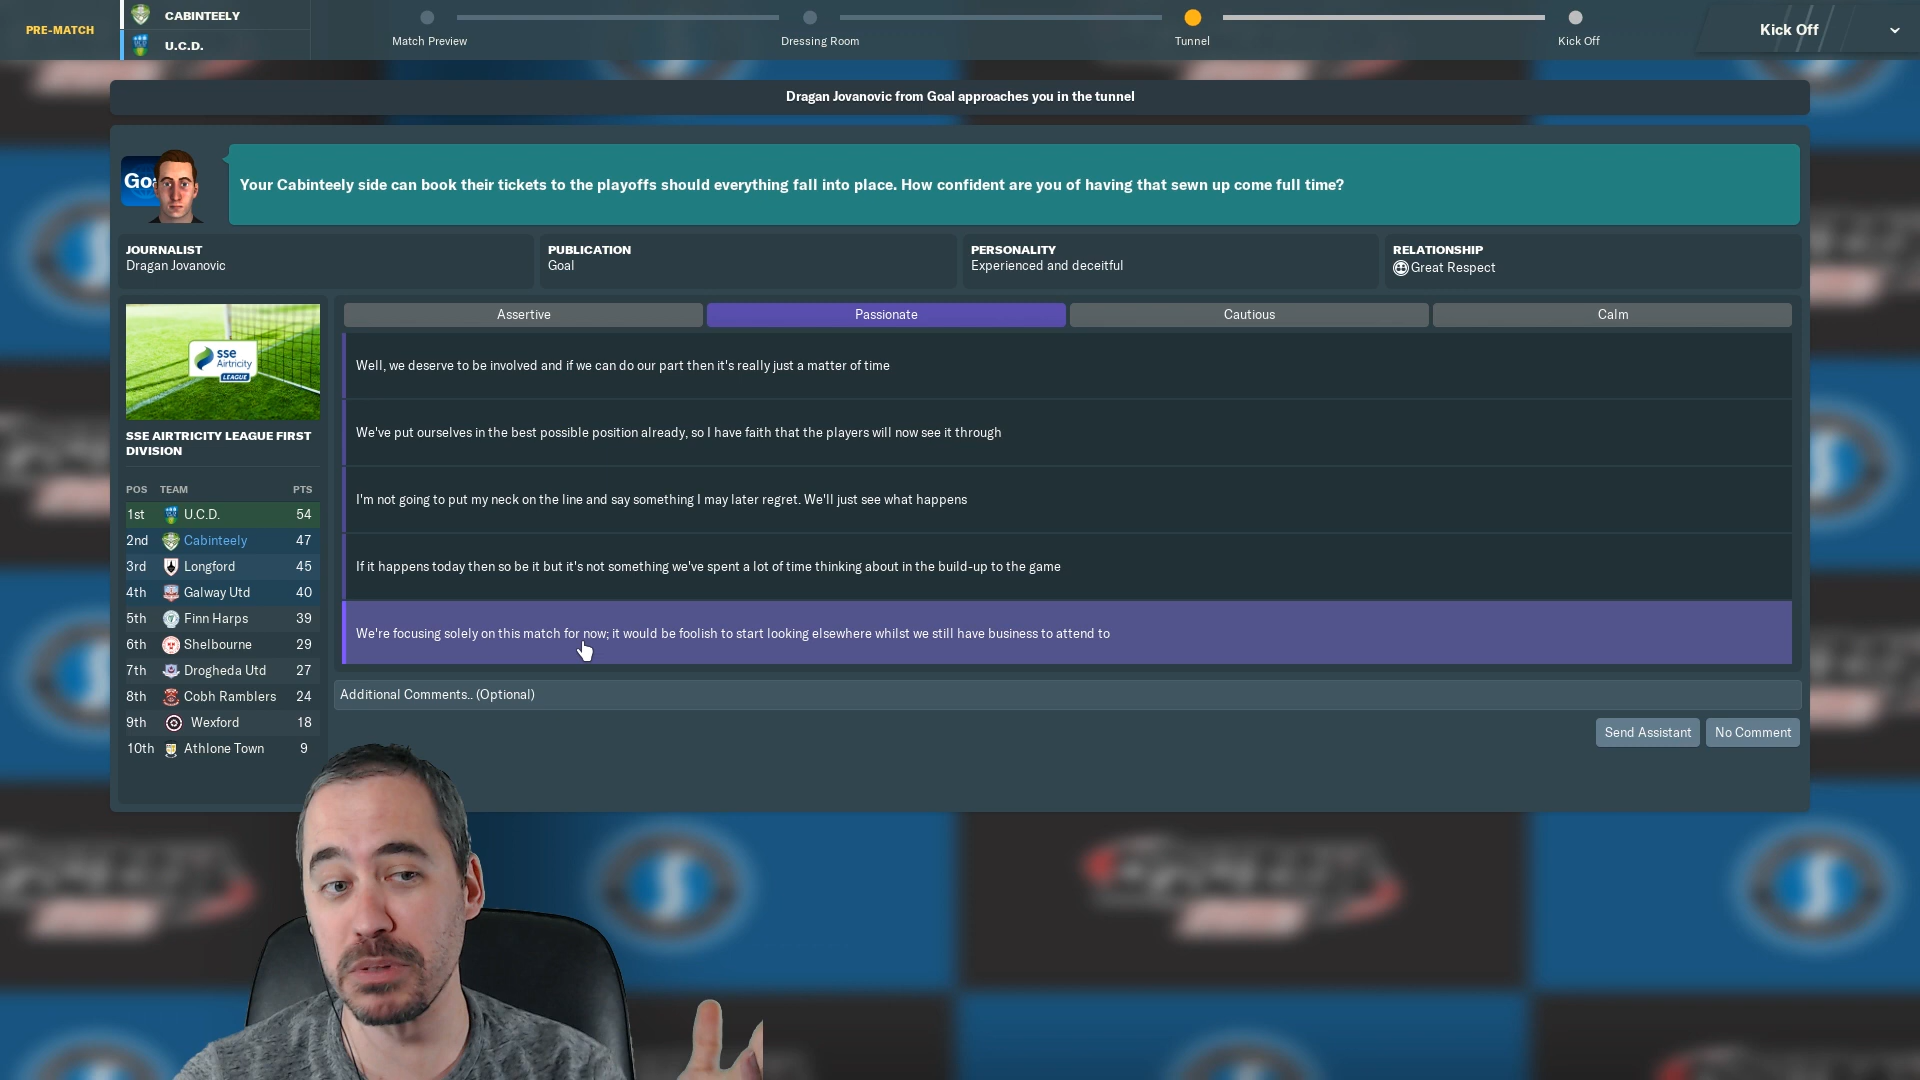 PRE-MATCH
CABINTEELY
U.C.D.
Match Preview
Dressing Room
Tunnel
Kick Off
Kick Off
Dragan Jovanovic from Goal approaches you in the tunnel
Your Cabinteely side can book their tickets to the playoffs should everything fall into place. How confident are you of having that sewn up come full time?
JOURNALIST
Dragan Jovanovic
PUBLICATION
Goal
PERSONALITY
Experienced and deceitful
RELATIONSHIP
Great Respect
sse
Airtricity
LEAGUE
SSE AIRTRICITY LEAGUE FIRST
DIVISION
POS TEAM PTS
1st U.C.D. 54
2nd Cabinteely 47
3rd Longford 45
4th Galway Utd 40
5th Finn Harps 39
6th Shelbourne 29
7th Drogheda Utd 27
8th Cobh Ramblers 24
9th Wexford 18
10th Athlone Town 9
Assertive
Passionate
Cautious
Calm
Well, we deserve to be involved and if we can do our part then it's really just a matter of time
We've put ourselves in the best possible position already, so I have faith that the players will now see it through
I'm not going to put my neck on the line and say something I may later regret. We'll just see what happens
If it happens today then so be it but it's not something we've spent a lot of time thinking about in the build-up to the game
We're focusing solely on this match for now; it would be foolish to start looking elsewhere whilst we still have business to attend to
Additional Comments.. (Optional)
Send Assistant
No Comment